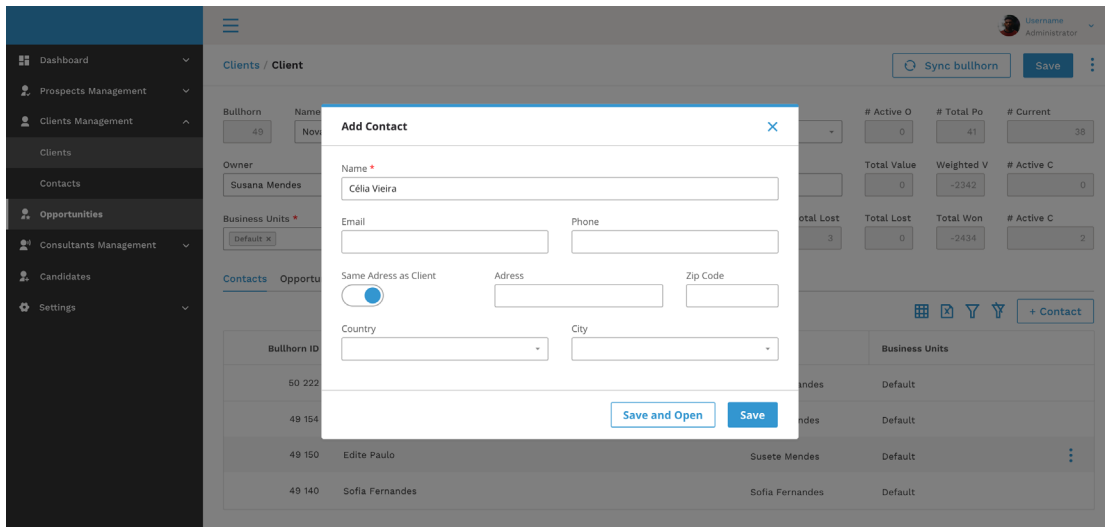 Username
Administrator
Dashboard
Prospects Management
Clients Management
Clients
Contacts
Opportunities
Consultants Management
Candidates
Settings
Clients / Client
Sync bullhorn
Save
Bullhorn
Name
# Active O
# Total Po
# Current
49
Nova
0
41
38
Owner
Total Value
Weighted V
# Active C
Susana Mendes
0
-2342
0
Business Units *
otal Lost
Total Lost
Total Won
# Active C
Default ×
3
0
-2434
2
Contacts
Opportu
+ Contact
Bullhorn ID
Business Units
50 222
andes
Default
49 154
ndes
Default
49 150
Edite Paulo
Susete Mendes
Default
49 140
Sofia Fernandes
Sofia Fernandes
Default
Add Contact
Name *
Célia Vieira
Email
Phone
Same Adress as Client
Adress
Zip Code
Country
City
Save and Open
Save